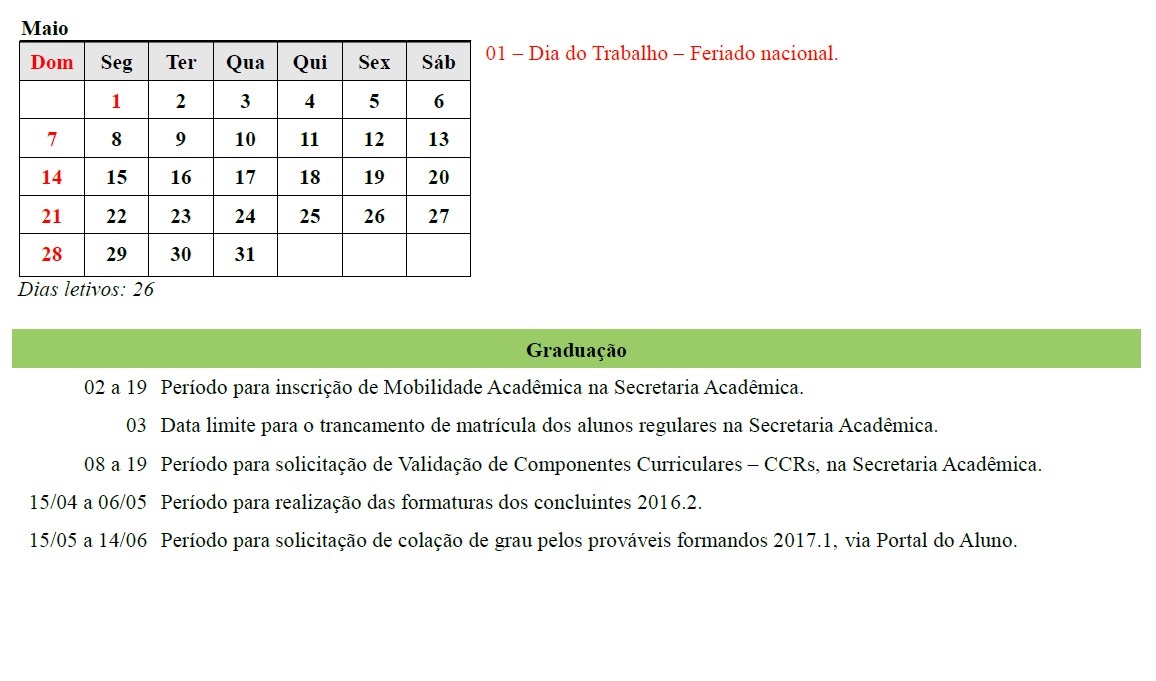 Maio
Dom Seg Ter Qua Qui Sex Sáb
1 2 3 4 5 6
7 8 9 10 11 12 13
14 15 16 17 18 19 20
21 22 23 24 25 26 27
28 29 30 31
Dias letivos: 26
01 – Dia do Trabalho – Feriado nacional.
Graduação
02 a 19 Período para inscrição de Mobilidade Acadêmica na Secretaria Acadêmica.
03 Data limite para o trancamento de matrícula dos alunos regulares na Secretaria Acadêmica.
08 a 19 Período para solicitação de Validação de Componentes Curriculares – CCRs, na Secretaria Acadêmica.
15/04 a 06/05 Período para realização das formaturas dos concluintes 2016.2.
15/05 a 14/06 Período para solicitação de colação de grau pelos prováveis formandos 2017.1, via Portal do Aluno.